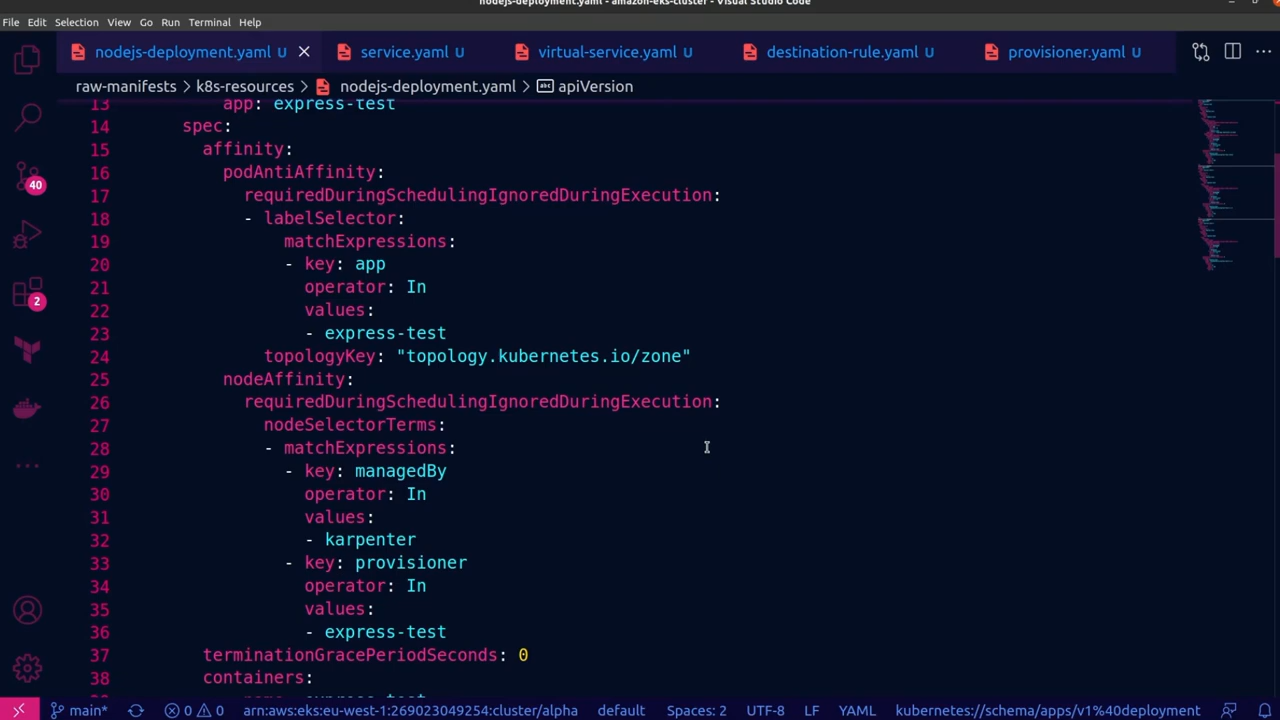 nodejs-deployment.yaml - amazon-eks-cluster - Visual Studio Code
File Edit Selection View Go Run Terminal Help
nodejs-deployment.yaml U service.yaml U virtual-service.yaml U destination-rule.yaml U provisioner.yaml U
raw-manifests > k8s-resources > nodejs-deployment.yaml > abc apiVersion
13 app: express-test
14 spec:
15 affinity:
16 podAntiAffinity:
17 requiredDuringSchedulingIgnoredDuringExecution:
18 - labelSelector:
19 matchExpressions:
20 - key: app
21 operator: In
22 values:
23 - express-test
24 topologyKey: "topology.kubernetes.io/zone"
25 nodeAffinity:
26 requiredDuringSchedulingIgnoredDuringExecution:
27 nodeSelectorTerms:
28 - matchExpressions:
29 - key: managedBy
30 operator: In
31 values:
32 - karpenter
33 - key: provisioner
34 operator: In
35 values:
36 - express-test
37 terminationGracePeriodSeconds: 0
38 containers:
40
2
main* 0 0 arn:aws:eks:eu-west-1:269023049254:cluster/alpha default Spaces: 2 UTF-8 LF YAML kubernetes://schema/apps/v1%40deployment